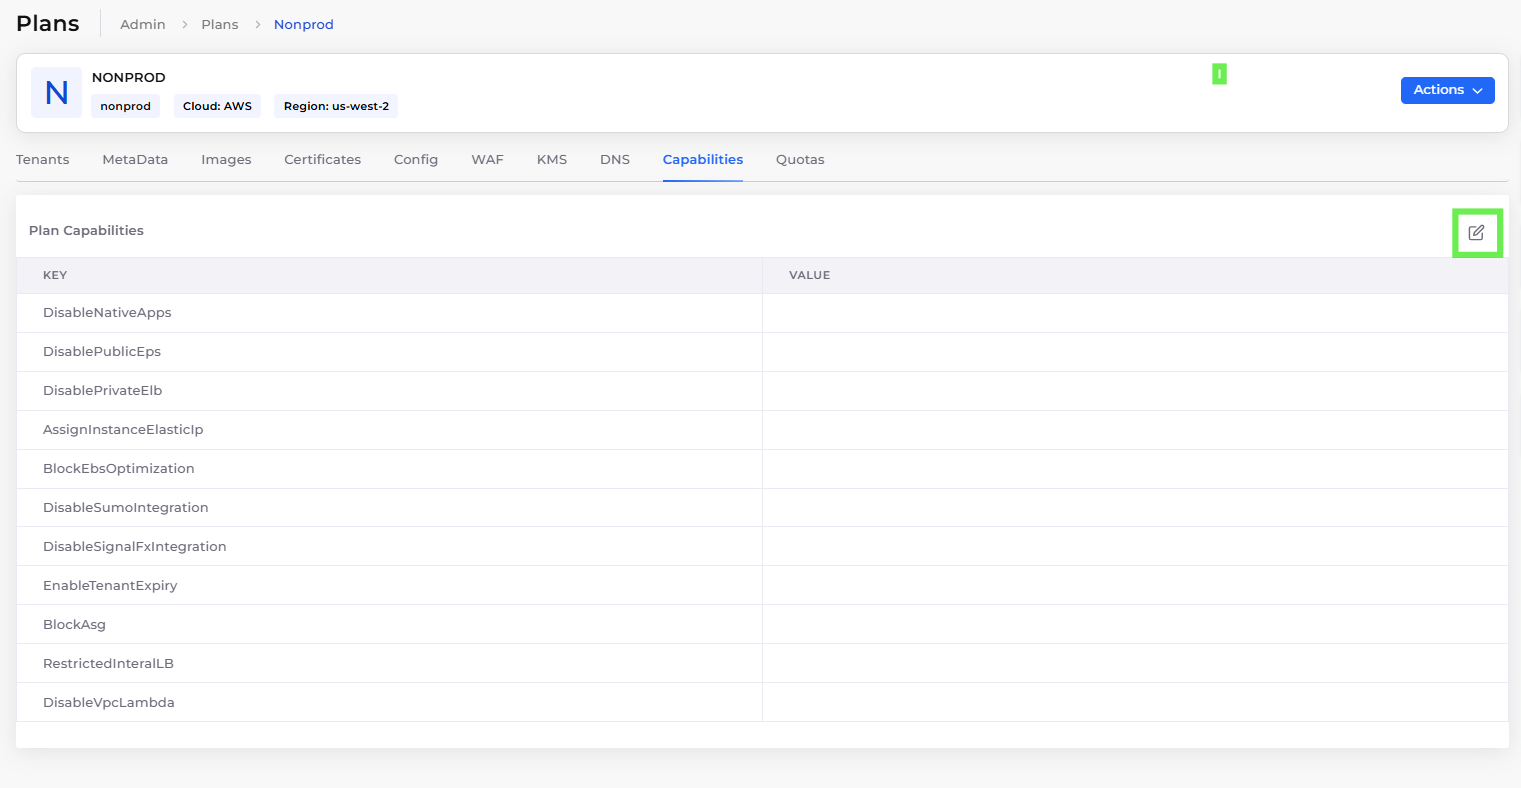 Plans
Admin > Plans > Nonprod
N
NONPROD
nonprod Cloud: AWS Region: us-west-2
I
Actions
Tenants MetaData Images Certificates Config WAF KMS DNS Capabilities Quotas
Plan Capabilities
KEY VALUE
DisableNativeApps
DisablePublicEps
DisablePrivateElb
AssignInstanceElasticIp
BlockEbsOptimization
DisableSumoIntegration
DisableSignalFxIntegration
EnableTenantExpiry
BlockAsg
RestrictedInteralLB
DisableVpcLambda